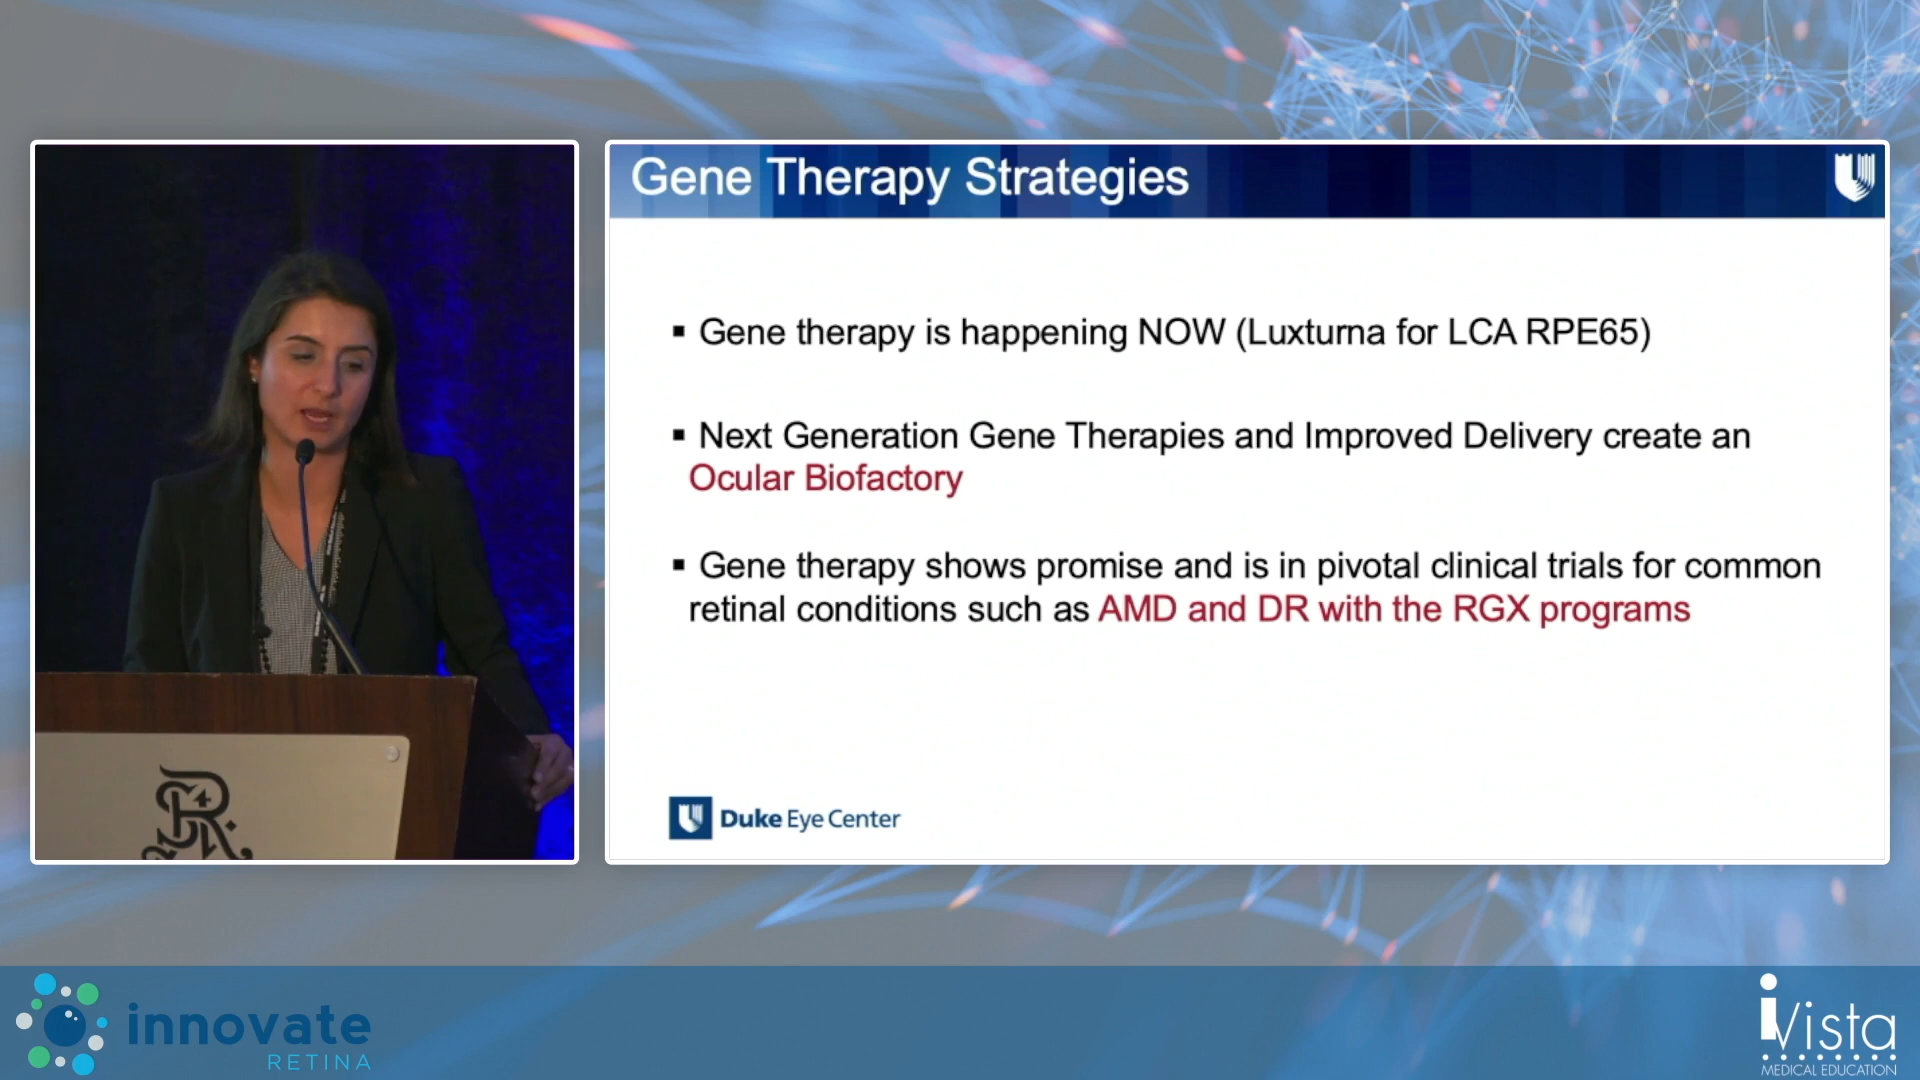 Gene Therapy Strategies
▪ Gene therapy is happening NOW (Luxturna for LCA RPE65)
▪ Next Generation Gene Therapies and Improved Delivery create an
Ocular Biofactory
▪ Gene therapy shows promise and is in pivotal clinical trials for common
retinal conditions such as AMD and DR with the RGX programs
Duke Eye Center
innovate
RETINA
iVista
MEDICAL EDUCATION